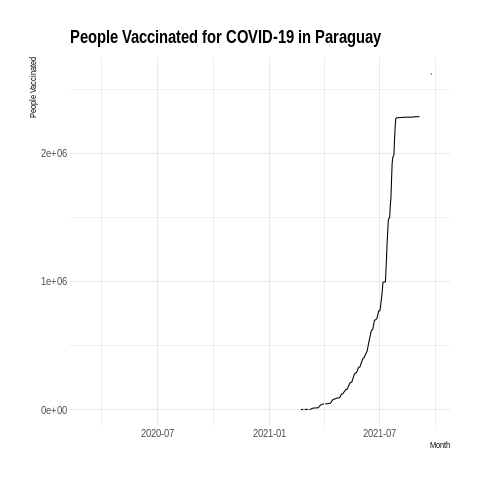 People Vaccinated for COVID-19 in Paraguay
People Vaccinated
2e+06
1e+06
0e+00
2020-07
2021-01
2021-07
Month